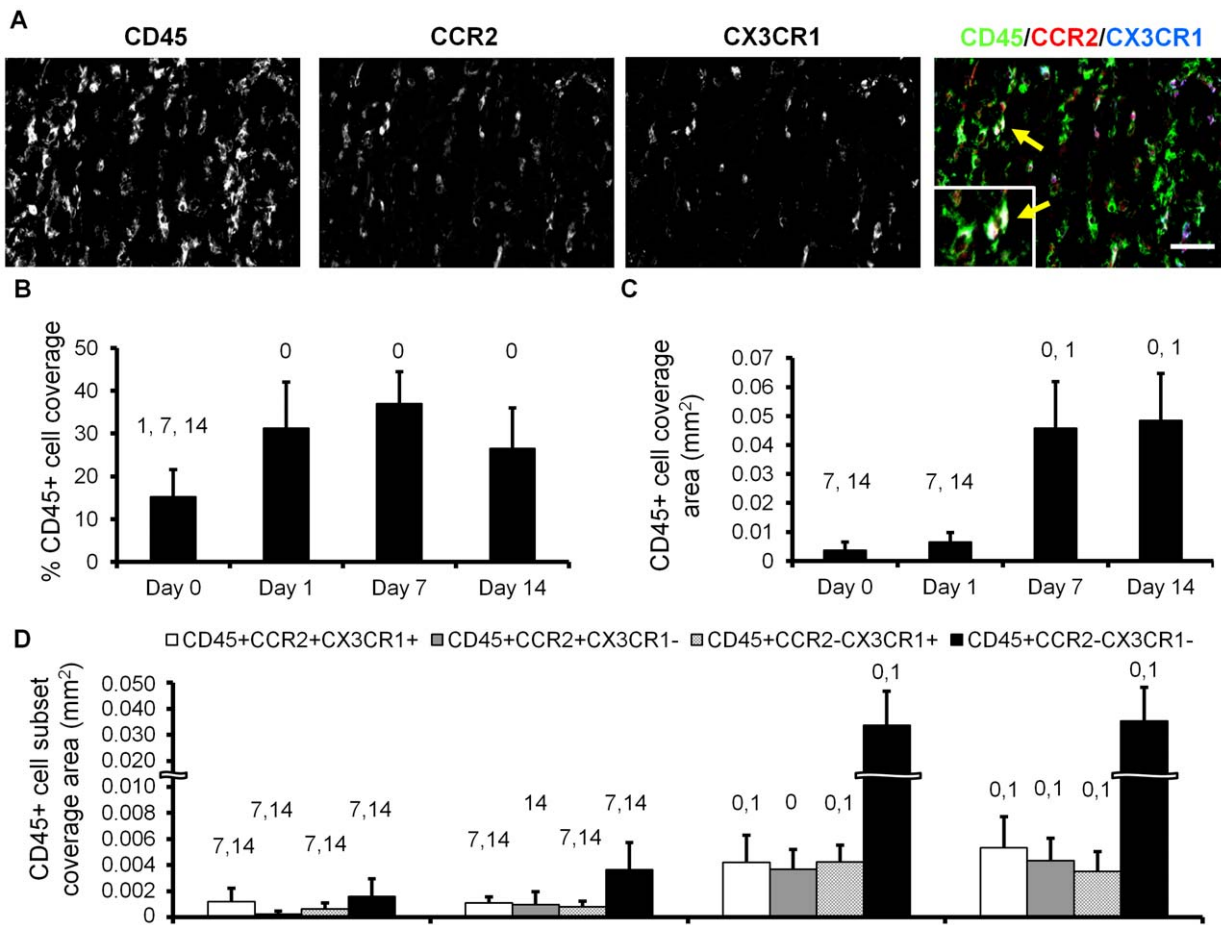 A
CD45
CCR2
CX3CR1
CD45/CCR2/CX3CR1
B
% CD45+ cell coverage
50
40
30
20
10
0
1, 7, 14
0
0
0
Day 0
Day 1
Day 7
Day 14
C
CD45+ cell coverage
area (mm²)
0.07
0.06
0.05
0.04
0.03
0.02
0.01
0
7, 14
7, 14
0, 1
0, 1
Day 0
Day 1
Day 7
Day 14
D
CD45+CCR2+CX3CR1+
CD45+CCR2+CX3CR1-
CD45+CCR2-CX3CR1+
CD45+CCR2-CX3CR1-
CD45+ cell subset
coverage area (mm²)
0.050
0.040
0.030
0.020
0.010
0.008
0.006
0.004
0.002
0
7,14
7,14
7,14
7,14
7,14
14
7,14
7,14
0,1
0
0,1
0,1
0,1
0,1
0,1
0,1